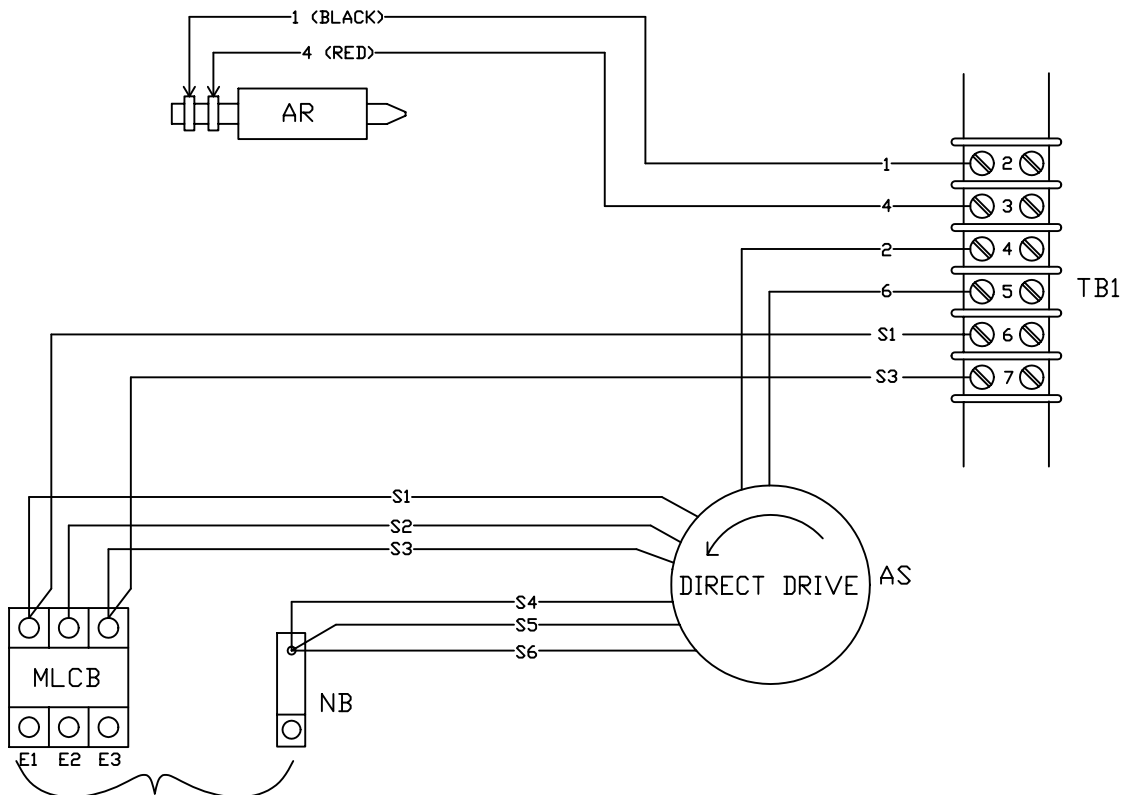 1 (BLACK)
4 (RED)
AR
1
2
4
3
2
4
6
5
TB1
S1
6
S3
7
S1
S2
S3
DIRECT DRIVE
AS
S4
S5
S6
MLCB
NB
E1 E2 E3